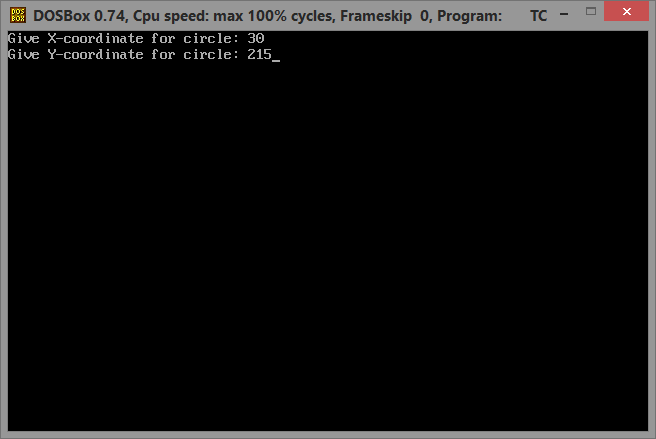 DOS
BOX
DOSBox 0.74, Cpu speed: max 100% cycles, Frameskip 0, Program: TC
Give X-coordinate for circle: 30
Give Y-coordinate for circle: 215_